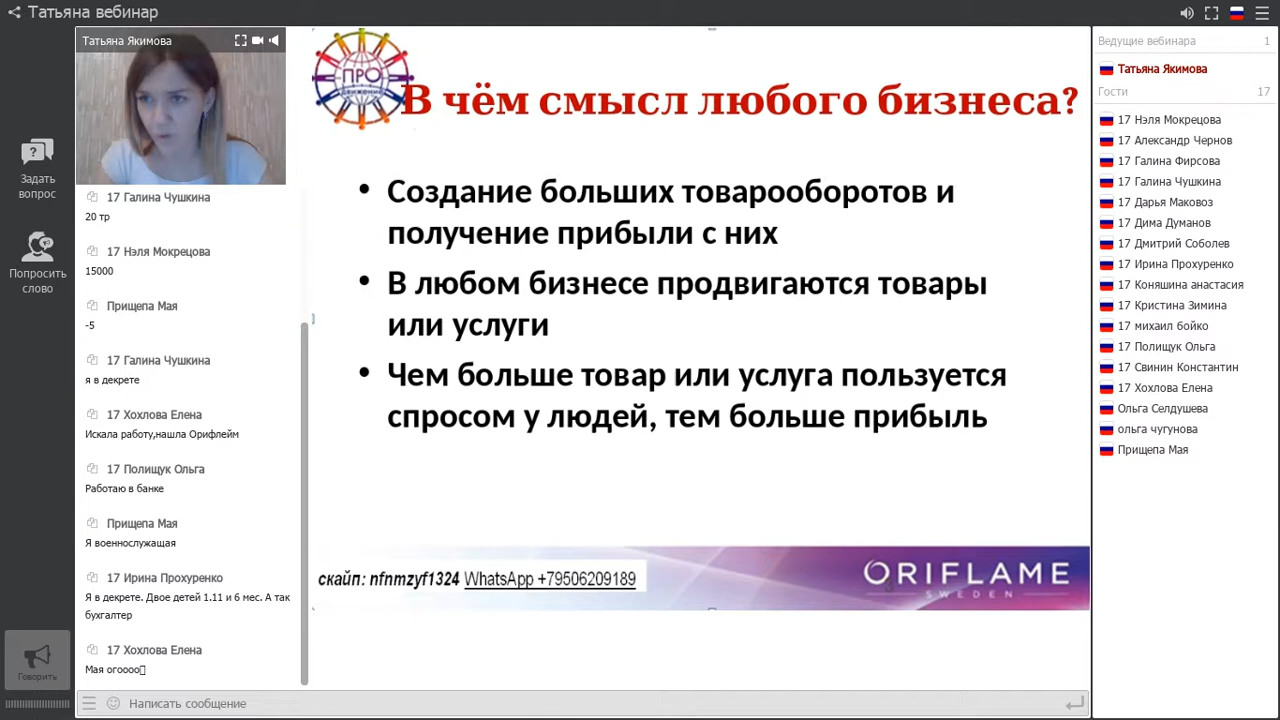 Татьяна вебинар
Татьяна Якимова
Задать
вопрос
Попросить
слово
Говорить
17 Галина Чушкина
20 тр
17 Нэля Мокрецова
15000
Прищепа Мая
-5
17 Галина Чушкина
я в декрете
17 Хохлова Елена
Искала работу,нашла Орифлейм
17 Полищук Ольга
Работаю в банке
Прищепа Мая
Я военнослужащая
17 Ирина Прохуренко
Я в декрете. Двое детей 1.11 и 6 мес. А так
бухгалтер
17 Хохлова Елена
Мая огоооо
Написать сообщение
ПРО
движение
В чём смысл любого бизнеса?
• Создание больших товарооборотов и
получение прибыли с них
• В любом бизнесе продвигаются товары
или услуги
• Чем больше товар или услуга пользуется
спросом у людей, тем больше прибыль
скайп: nfnmzyf1324 WhatsApp +79506209189
ORIFLAME
SWEDEN
Ведущие вебинара 1
Татьяна Якимова
Гости 17
17 Нэля Мокрецова
17 Александр Чернов
17 Галина Фирсова
17 Галина Чушкина
17 Дарья Маковоз
17 Дима Думанов
17 Дмитрий Соболев
17 Ирина Прохуренко
17 Коняшина анастасия
17 Кристина Зимина
17 михаил бойко
17 Полищук Ольга
17 Свинин Константин
17 Хохлова Елена
Ольга Селдушева
ольга чугунова
Прищепа Мая